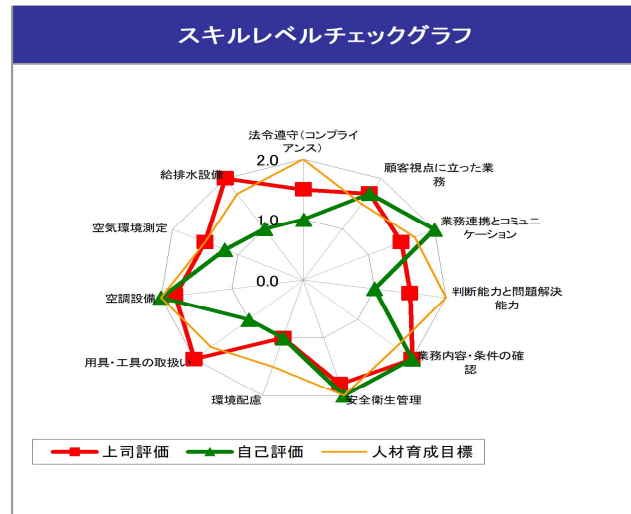 スキルレベルチェックグラフ
法令遵守(コンプライ
アンス)
顧客視点に立った業
務
業務連携とコミュニ
ケーション
判断能力と問題解決
能力
業務内容・条件の確
認
安全衛生管理
環境配慮
用具・工具の取扱い
空調設備
空気環境測定
給排水設備
2.0
1.0
0.0
上司評価
自己評価
人材育成目標